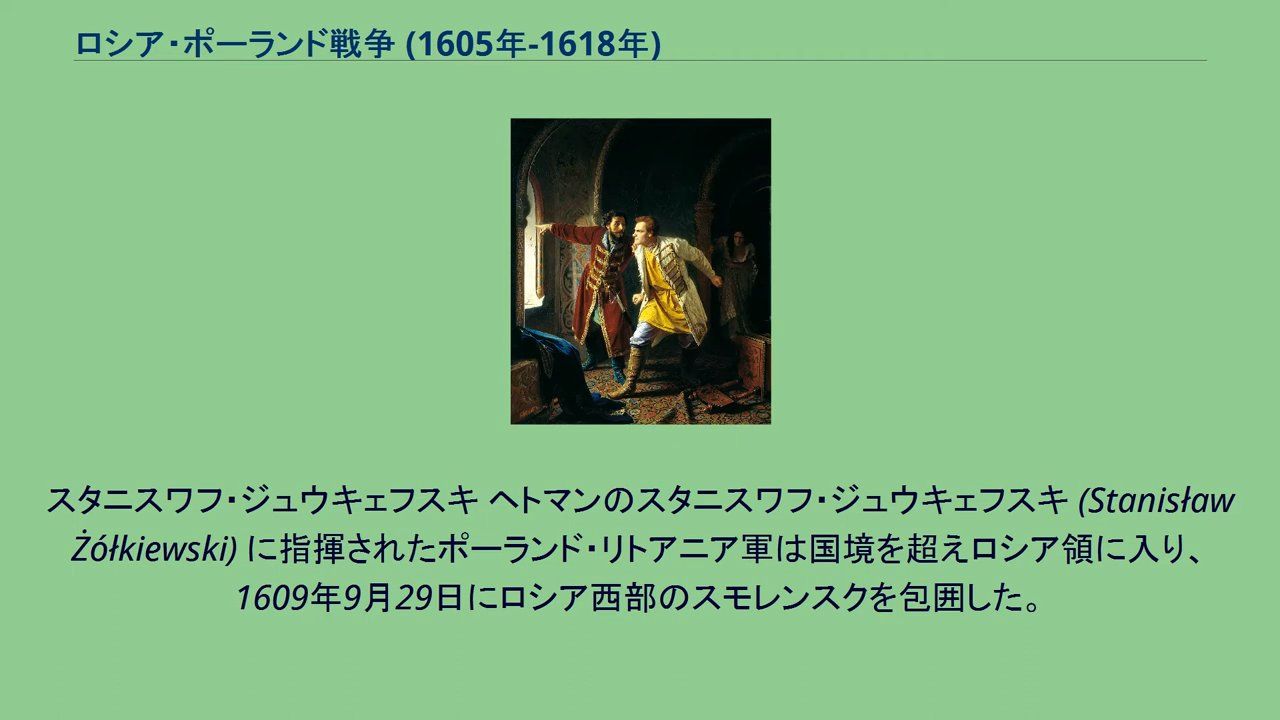 ロシア・ポーランド戦争 (1605年-1618年)
スタニスワフ・ジュウキェフスキ ヘトマンのスタニスワフ・ジュウキェフスキ (Stanisław
Żółkiewski) に指揮されたポーランド・リトアニア軍は国境を超えロシア領に入り、
1609年9月29日にロシア西部のスモレンスクを包囲した。